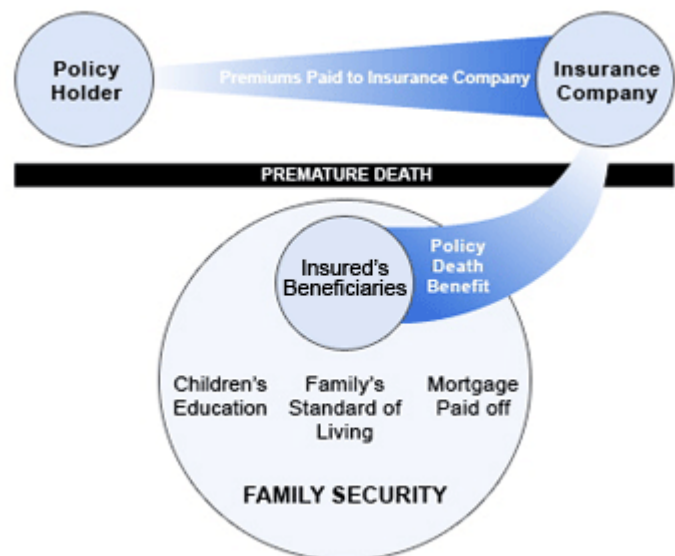 Policy
Holder
Premiums Paid to Insurance Company
Insurance
Company
PREMATURE DEATH
Insured's
Beneficiaries
Policy
Death
Benefit
Children's
Education
Family's
Standard of
Living
Mortgage
Paid off
FAMILY SECURITY